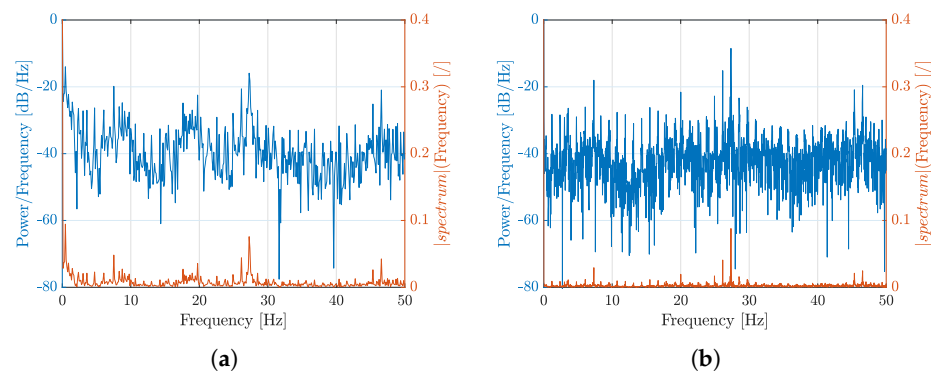 0
−20
−40
−60
−80
Power/Frequency [dB/Hz]
0 10 20 30 40 50
Frequency [Hz]
0.4
0.3
0.2
0.1
0
|spectrum|(Frequency) [/]
(a)
0
−20
−40
−60
−80
Power/Frequency [dB/Hz]
0 10 20 30 40 50
Frequency [Hz]
0.4
0.3
0.2
0.1
0
|spectrum|(Frequency) [/]
(b)